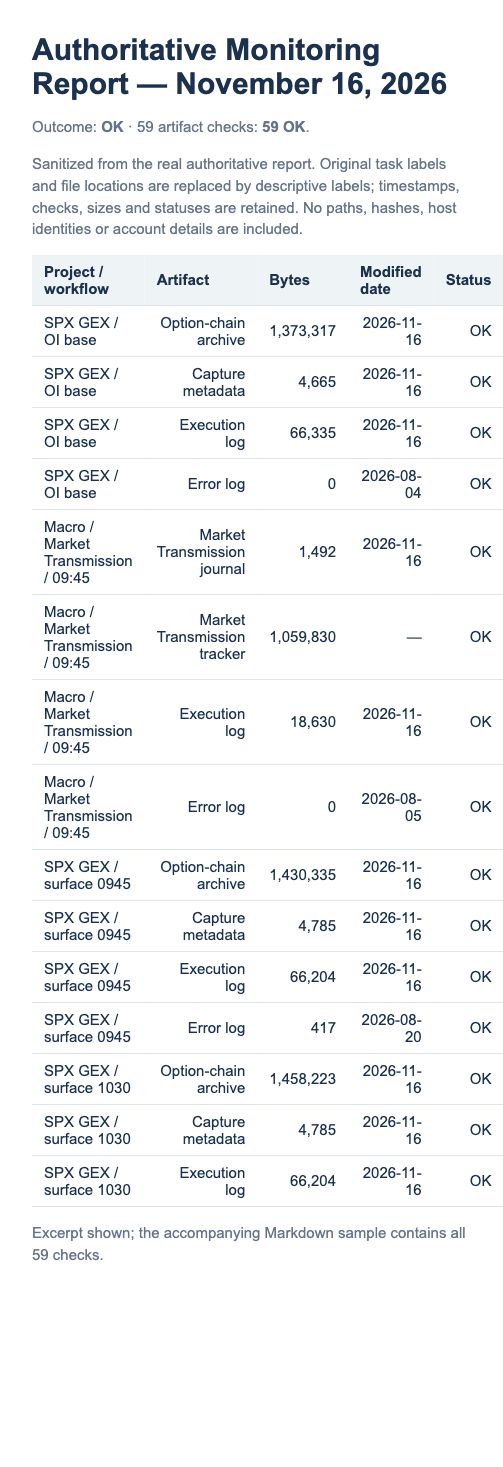 Authoritative Monitoring
Report — November 16, 2026
Outcome: OK · 59 artifact checks: 59 OK.
Sanitized from the real authoritative report. Original task labels
and file locations are replaced by descriptive labels; timestamps,
checks, sizes and statuses are retained. No paths, hashes, host
identities or account details are included.
Project / workflow Artifact Bytes Modified date Status
SPX GEX / OI base Option-chain archive 1,373,317 2026-11-16 OK
SPX GEX / OI base Capture metadata 4,665 2026-11-16 OK
SPX GEX / OI base Execution log 66,335 2026-11-16 OK
SPX GEX / OI base Error log 0 2026-08-04 OK
Macro / Market Transmission / 09:45 Market Transmission journal 1,492 2026-11-16 OK
Macro / Market Transmission / 09:45 Market Transmission tracker 1,059,830 — OK
Macro / Market Transmission / 09:45 Execution log 18,630 2026-11-16 OK
Macro / Market Transmission / 09:45 Error log 0 2026-08-05 OK
SPX GEX / surface 0945 Option-chain archive 1,430,335 2026-11-16 OK
SPX GEX / surface 0945 Capture metadata 4,785 2026-11-16 OK
SPX GEX / surface 0945 Execution log 66,204 2026-11-16 OK
SPX GEX / surface 0945 Error log 417 2026-08-20 OK
SPX GEX / surface 1030 Option-chain archive 1,458,223 2026-11-16 OK
SPX GEX / surface 1030 Capture metadata 4,785 2026-11-16 OK
SPX GEX / surface 1030 Execution log 66,204 2026-11-16 OK
Excerpt shown; the accompanying Markdown sample contains all
59 checks.